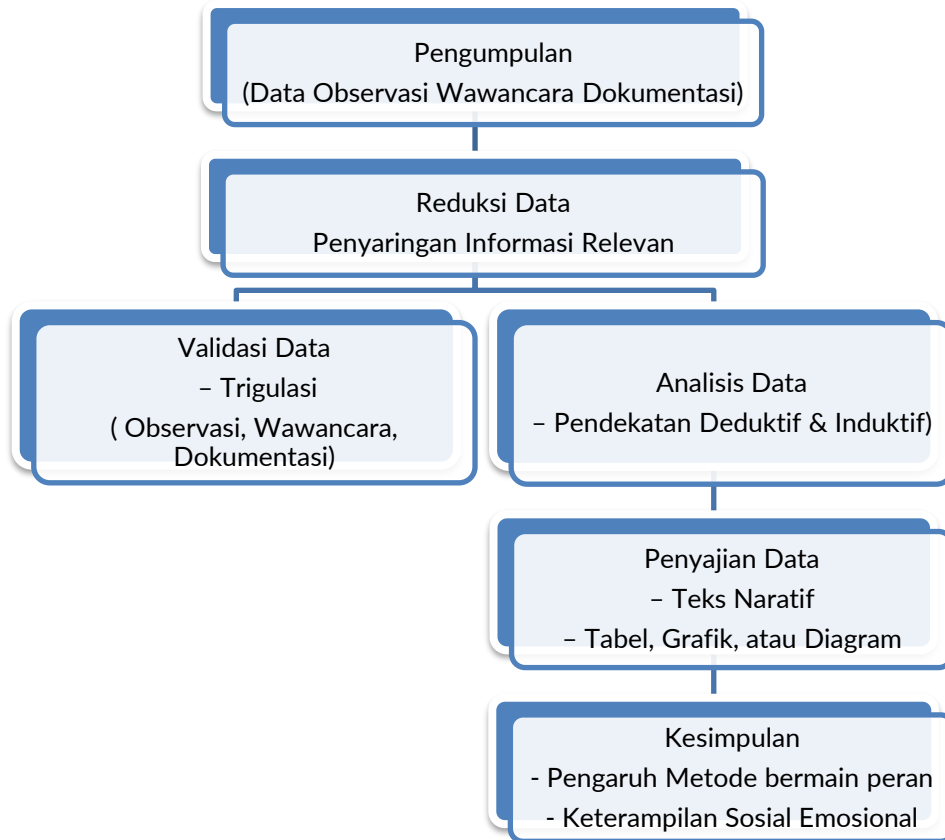 Pengumpulan
(Data Observasi Wawancara Dokumentasi)
Reduksi Data
Penyaringan Informasi Relevan
Validasi Data
– Trigulasi
( Observasi, Wawancara,
Dokumentasi)
Analisis Data
– Pendekatan Deduktif & Induktif)
Penyajian Data
– Teks Naratif
– Tabel, Grafik, atau Diagram
Kesimpulan
- Pengaruh Metode bermain peran
- Keterampilan Sosial Emosional